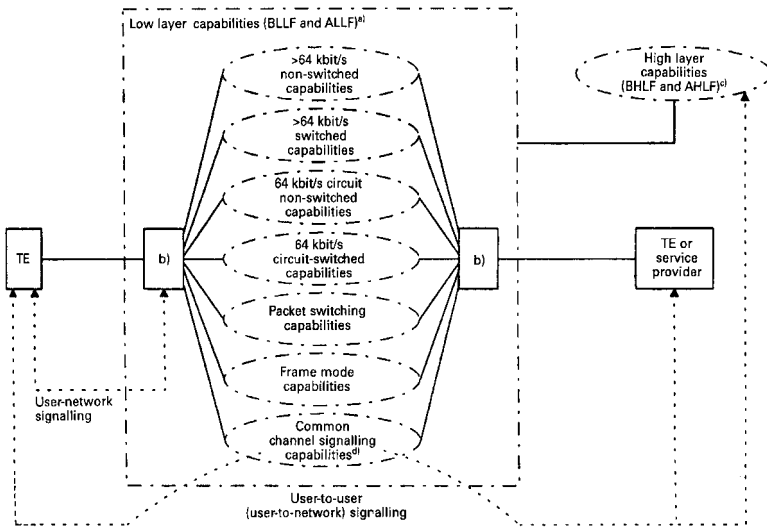 Low layer capabilities (BLLF and ALLF)a)
>64 kbit/s
non-switched
capabilities
High layer
capabilities
(BHLF and AHLF)c)
>64 kbit/s
switched
capabilities
64 kbit/s circuit
non-switched
capabilities
TE
b)
64 kbit/s
circuit-switched
capabilities
b)
TE or
service
provider
Packet switching
capabilities
Frame mode
capabilities
User-network
signalling
Common
channel signalling
capabilitiesd)
User-to-user
(user-to-network) signalling